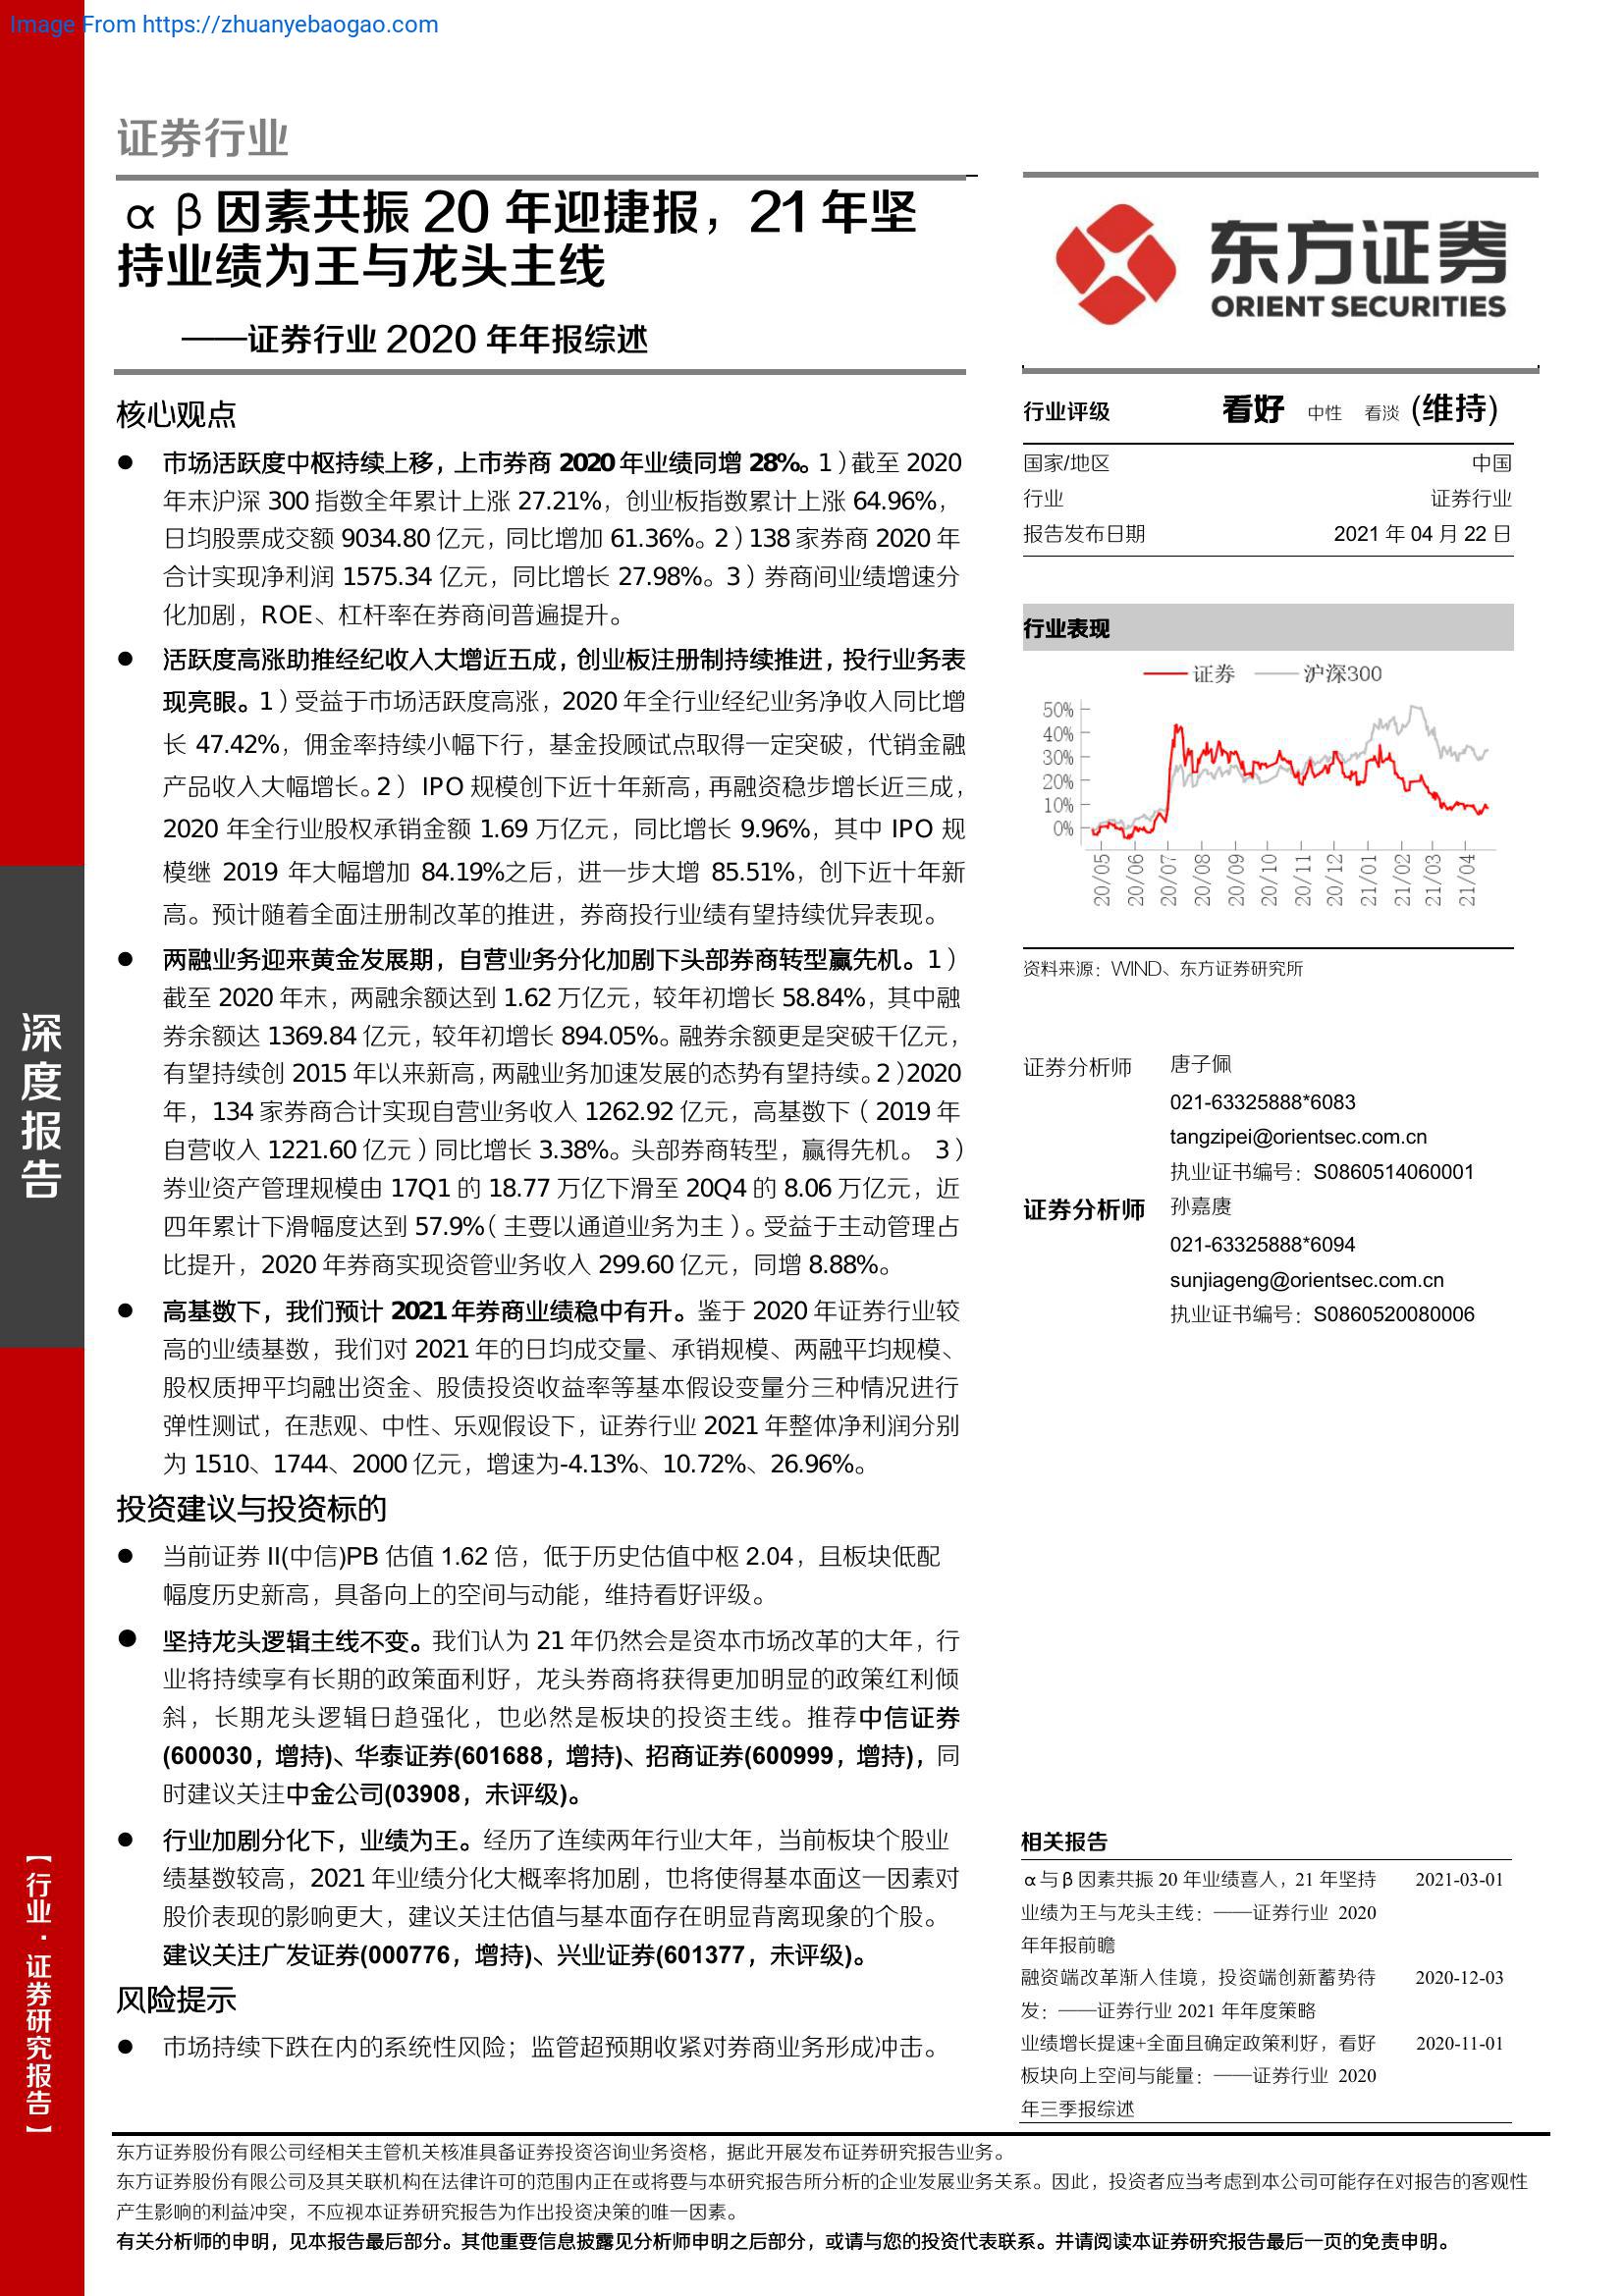 Image From https://zhuanyebaogao.com
证券行业
αβ因素共振 20 年迎捷报，21 年坚
持业绩为王与龙头主线
——证券行业 2020 年年报综述
核心观点
● 市场活跃度中枢持续上移，上市券商 2020 年业绩同增 28%。1）截至 2020
年末沪深 300 指数全年累计上涨 27.21%，创业板指数累计上涨 64.96%，
日均股票成交额 9034.80 亿元，同比增加 61.36%。2）138 家券商 2020 年
合计实现净利润 1575.34 亿元，同比增长 27.98%。3）券商间业绩增速分
化加剧，ROE、杠杆率在券商间普遍提升。
● 活跃度高涨助推经纪收入大增近五成，创业板注册制持续推进，投行业务表
现亮眼。1）受益于市场活跃度高涨，2020 年全行业经纪业务净收入同比增
长 47.42%，佣金率持续小幅下行，基金投顾试点取得一定突破，代销金融
产品收入大幅增长。2） IPO 规模创下近十年新高，再融资稳步增长近三成，
2020 年全行业股权承销金额 1.69 万亿元，同比增长 9.96%，其中 IPO 规
模继 2019 年大幅增加 84.19%之后，进一步大增 85.51%，创下近十年新
高。预计随着全面注册制改革的推进，券商投行业绩有望持续优异表现。
● 两融业务迎来黄金发展期，自营业务分化加剧下头部券商转型赢先机。1）
截至 2020 年末，两融余额达到 1.62 万亿元，较年初增长 58.84%，其中融
券余额达 1369.84 亿元，较年初增长 894.05%。融券余额更是突破千亿元，
有望持续创 2015 年以来新高，两融业务加速发展的态势有望持续。2）2020
年，134 家券商合计实现自营业务收入 1262.92 亿元，高基数下（2019 年
自营收入 1221.60 亿元）同比增长 3.38%。头部券商转型，赢得先机。 3）
券业资产管理规模由 17Q1 的 18.77 万亿下滑至 20Q4 的 8.06 万亿元，近
四年累计下滑幅度达到 57.9%（主要以通道业务为主）。受益于主动管理占
比提升，2020 年券商实现资管业务收入 299.60 亿元，同增 8.88%。
● 高基数下，我们预计 2021 年券商业绩稳中有升。鉴于 2020 年证券行业较
高的业绩基数，我们对 2021 年的日均成交量、承销规模、两融平均规模、
股权质押平均融出资金、股债投资收益率等基本假设变量分三种情况进行
弹性测试，在悲观、中性、乐观假设下，证券行业 2021 年整体净利润分别
为 1510、1744、2000 亿元，增速为-4.13%、10.72%、26.96%。
投资建议与投资标的
● 当前证券 II(中信)PB 估值 1.62 倍，低于历史估值中枢 2.04，且板块低配
幅度历史新高，具备向上的空间与动能，维持看好评级。
● 坚持龙头逻辑主线不变。我们认为 21 年仍然会是资本市场改革的大年，行
业将持续享有长期的政策面利好，龙头券商将获得更加明显的政策红利倾
斜，长期龙头逻辑日趋强化，也必然是板块的投资主线。推荐中信证券
(600030，增持)、华泰证券(601688，增持)、招商证券(600999，增持)，同
时建议关注中金公司(03908，未评级)。
● 行业加剧分化下，业绩为王。经历了连续两年行业大年，当前板块个股业
绩基数较高，2021 年业绩分化大概率将加剧，也将使得基本面这一因素对
股价表现的影响更大，建议关注估值与基本面存在明显背离现象的个股。
建议关注广发证券(000776，增持)、兴业证券(601377，未评级)。
风险提示
● 市场持续下跌在内的系统性风险；监管超预期收紧对券商业务形成冲击。
东方证券
ORIENT SECURITIES
行业评级 看好 中性 看淡 (维持)
国家/地区 中国
行业 证券行业
报告发布日期 2021 年 04 月 22 日
行业表现
证券 沪深300
50%
40%
30%
20%
10%
0%
20/05 20/06 20/07 20/08 20/09 20/10 20/11 20/12 21/01 21/02 21/03 21/04
资料来源：WIND、东方证券研究所
证券分析师 唐子佩
021-63325888*6083
tangzipei@orientsec.com.cn
执业证书编号：S0860514060001
证券分析师 孙嘉赓
021-63325888*6094
sunjiageng@orientsec.com.cn
执业证书编号：S0860520080006
相关报告
α与β因素共振 20 年业绩喜人，21 年坚持 2021-03-01
业绩为王与龙头主线：——证券行业 2020
年年报前瞻
融资端改革渐入佳境，投资端创新蓄势待 2020-12-03
发：——证券行业 2021 年年度策略
业绩增长提速+全面且确定政策利好，看好 2020-11-01
板块向上空间与能量：——证券行业 2020
年三季报综述
深度报告
【行业·证券研究报告】
东方证券股份有限公司经相关主管机关核准具备证券投资咨询业务资格，据此开展发布证券研究报告业务。
东方证券股份有限公司及其关联机构在法律许可的范围内正在或将要与本研究报告所分析的企业发展业务关系。因此，投资者应当考虑到本公司可能存在对报告的客观性
产生影响的利益冲突，不应视本证券研究报告为作出投资决策的唯一因素。
有关分析师的申明，见本报告最后部分。其他重要信息披露见分析师申明之后部分，或请与您的投资代表联系。并请阅读本证券研究报告最后一页的免责申明。